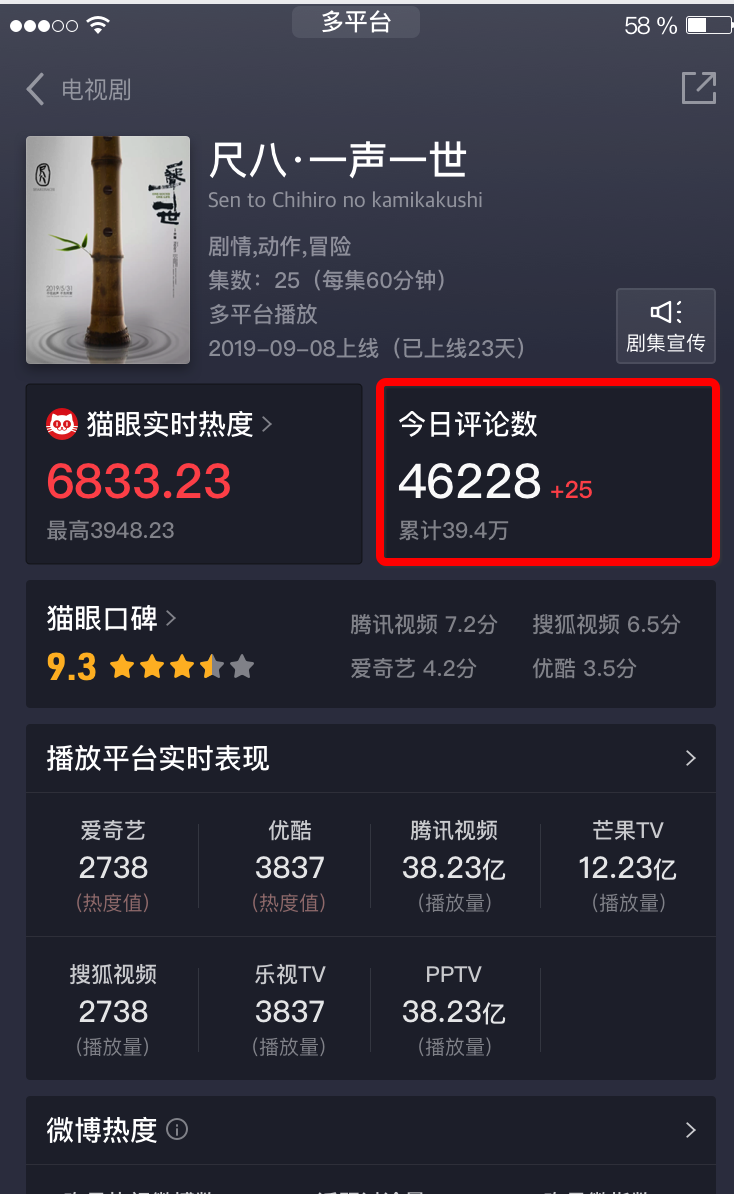 多平台
58 %
电视剧
尺八·一声一世
Sen to Chihiro no kamikakushi
剧情,动作,冒险
集数：25（每集60分钟）
多平台播放
2019-09-08上线（已上线23天）
剧集宣传
2019/5/31
猫眼实时热度
6833.23
最高3948.23
今日评论数
46228 +25
累计39.4万
猫眼口碑
9.3
腾讯视频 7.2分 搜狐视频 6.5分
爱奇艺 4.2分 优酷 3.5分
播放平台实时表现
爱奇艺 优酷 腾讯视频 芒果TV
2738 3837 38.23亿 12.23亿
(热度值) (热度值) (播放量) (播放量)
搜狐视频 乐视TV PPTV
2738 3837 38.23亿
(播放量) (播放量) (播放量)
微博热度